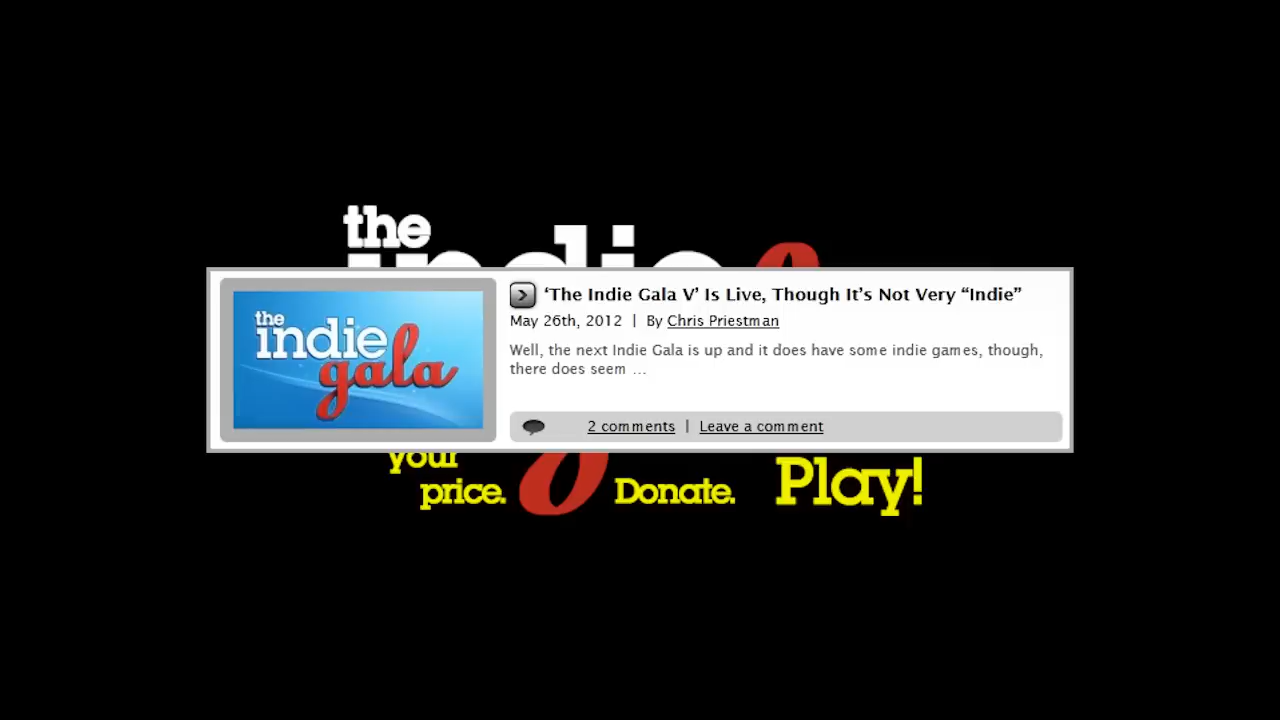 the
indie
the
indie
gala
‘The Indie Gala V’ Is Live, Though It’s Not Very “Indie”
May 26th, 2012 | By Chris Priestman
Well, the next Indie Gala is up and it does have some indie games, though,
there does seem ...
2 comments | Leave a comment
your
price.
Donate.
Play!